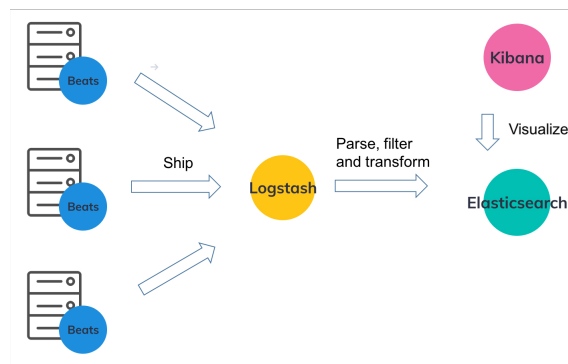 Beats
Kibana
Visualize
Ship
Parse, filter
and transform
Beats
Logstash
Elasticsearch
Beats